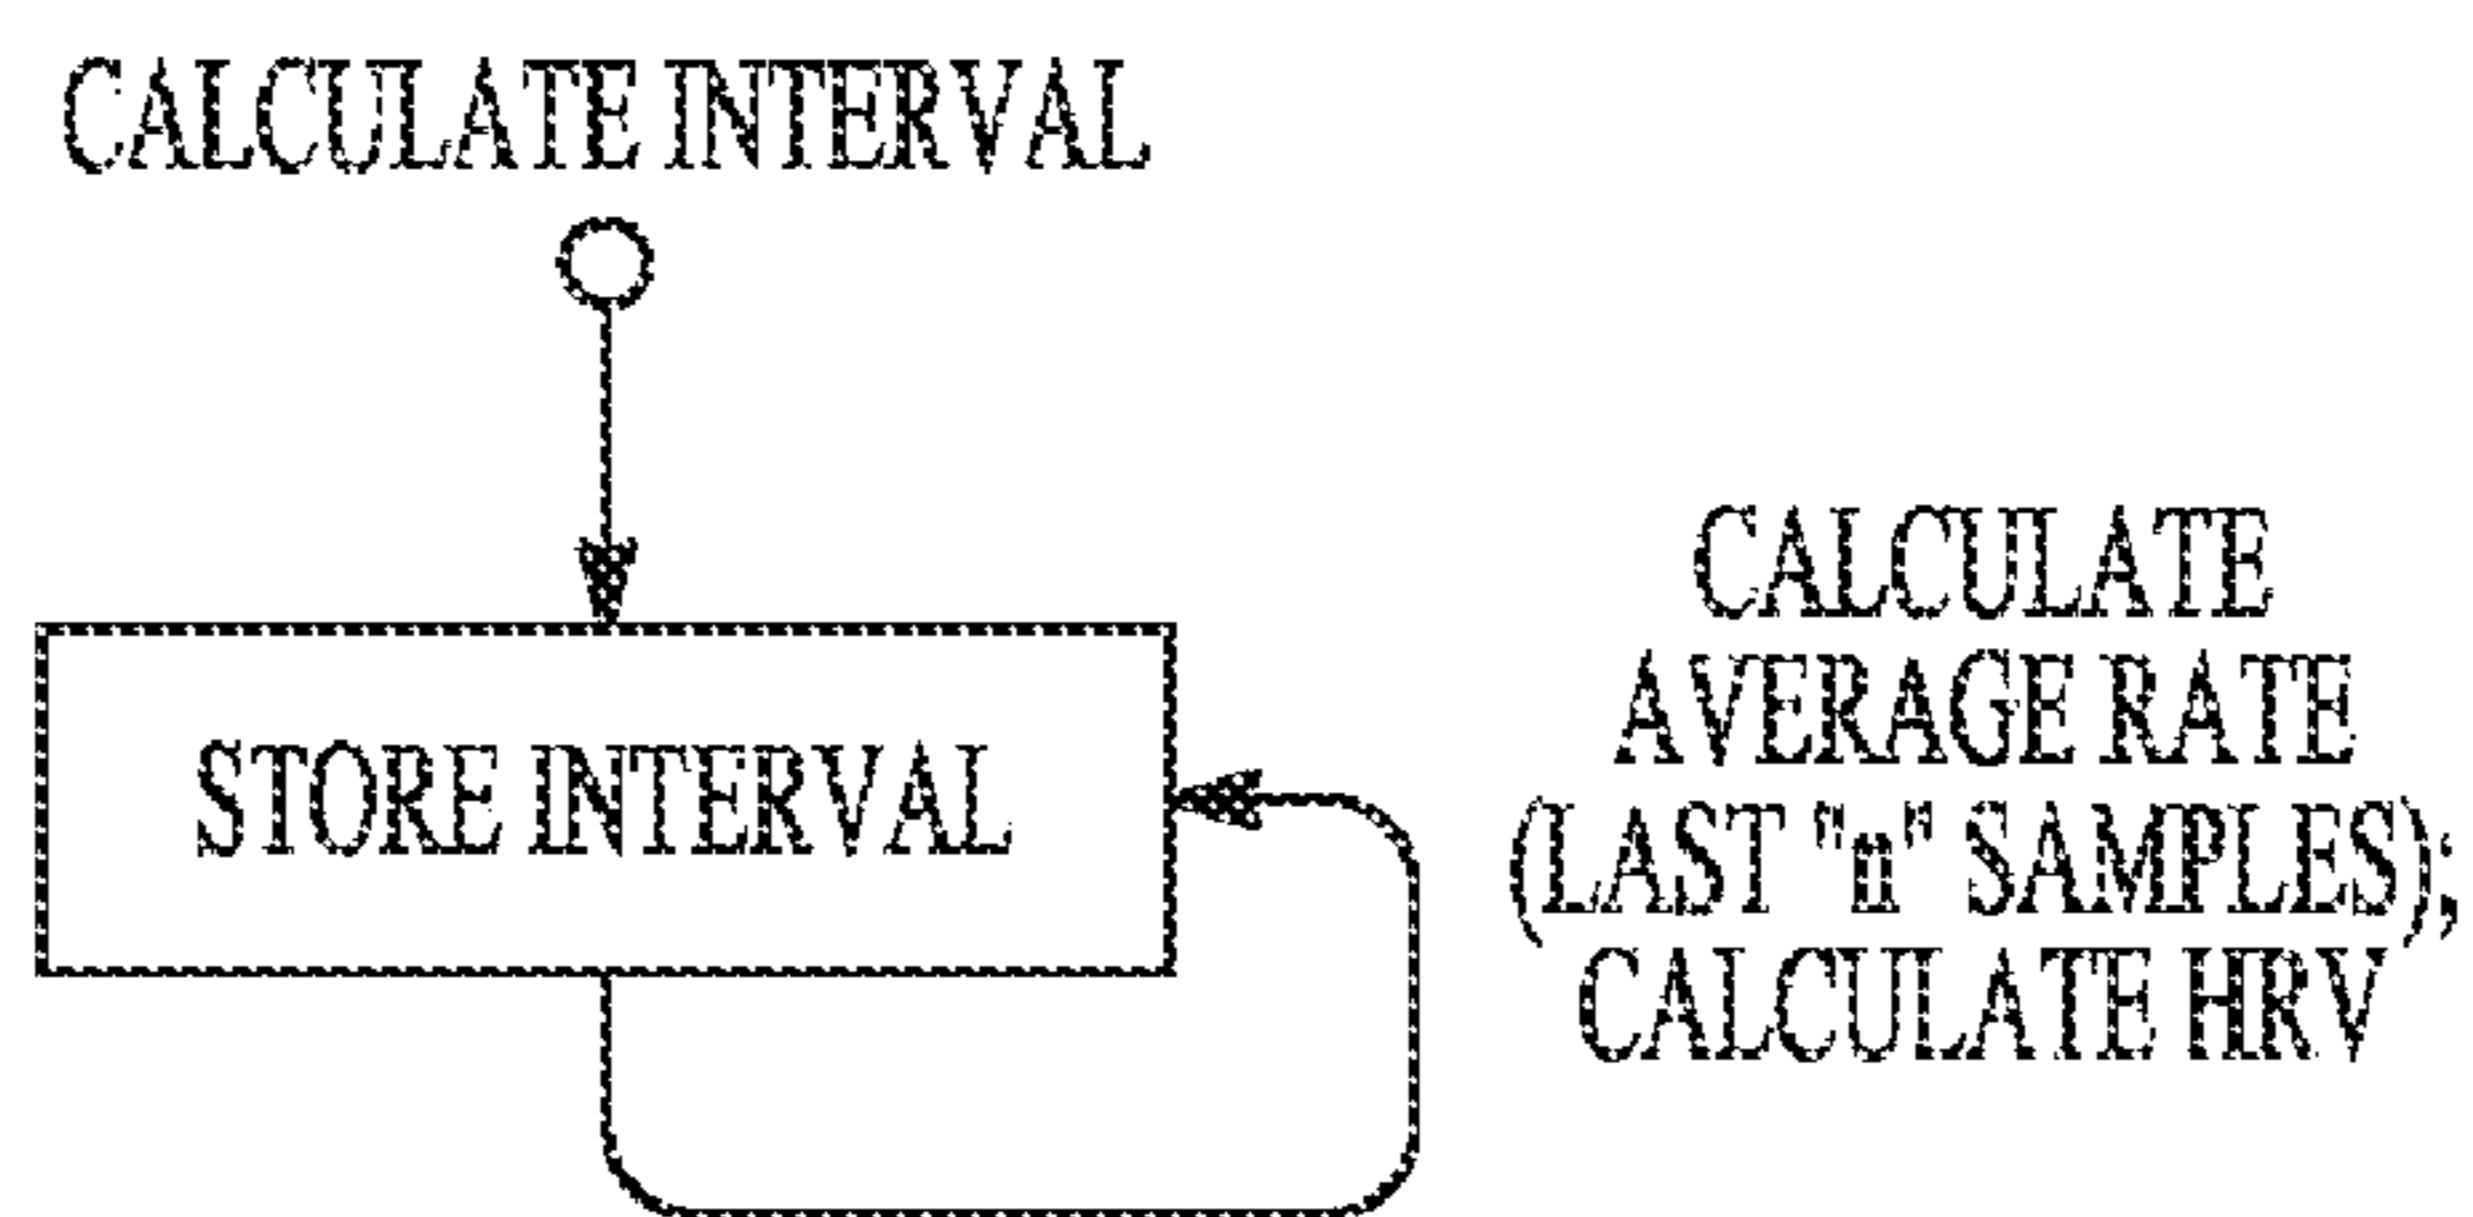 CALCULATE INTERVAL
STORE INTERVAL
CALCULATE
AVERAGE RATE
(LAST "n" SAMPLES);
CALCULATE HRV